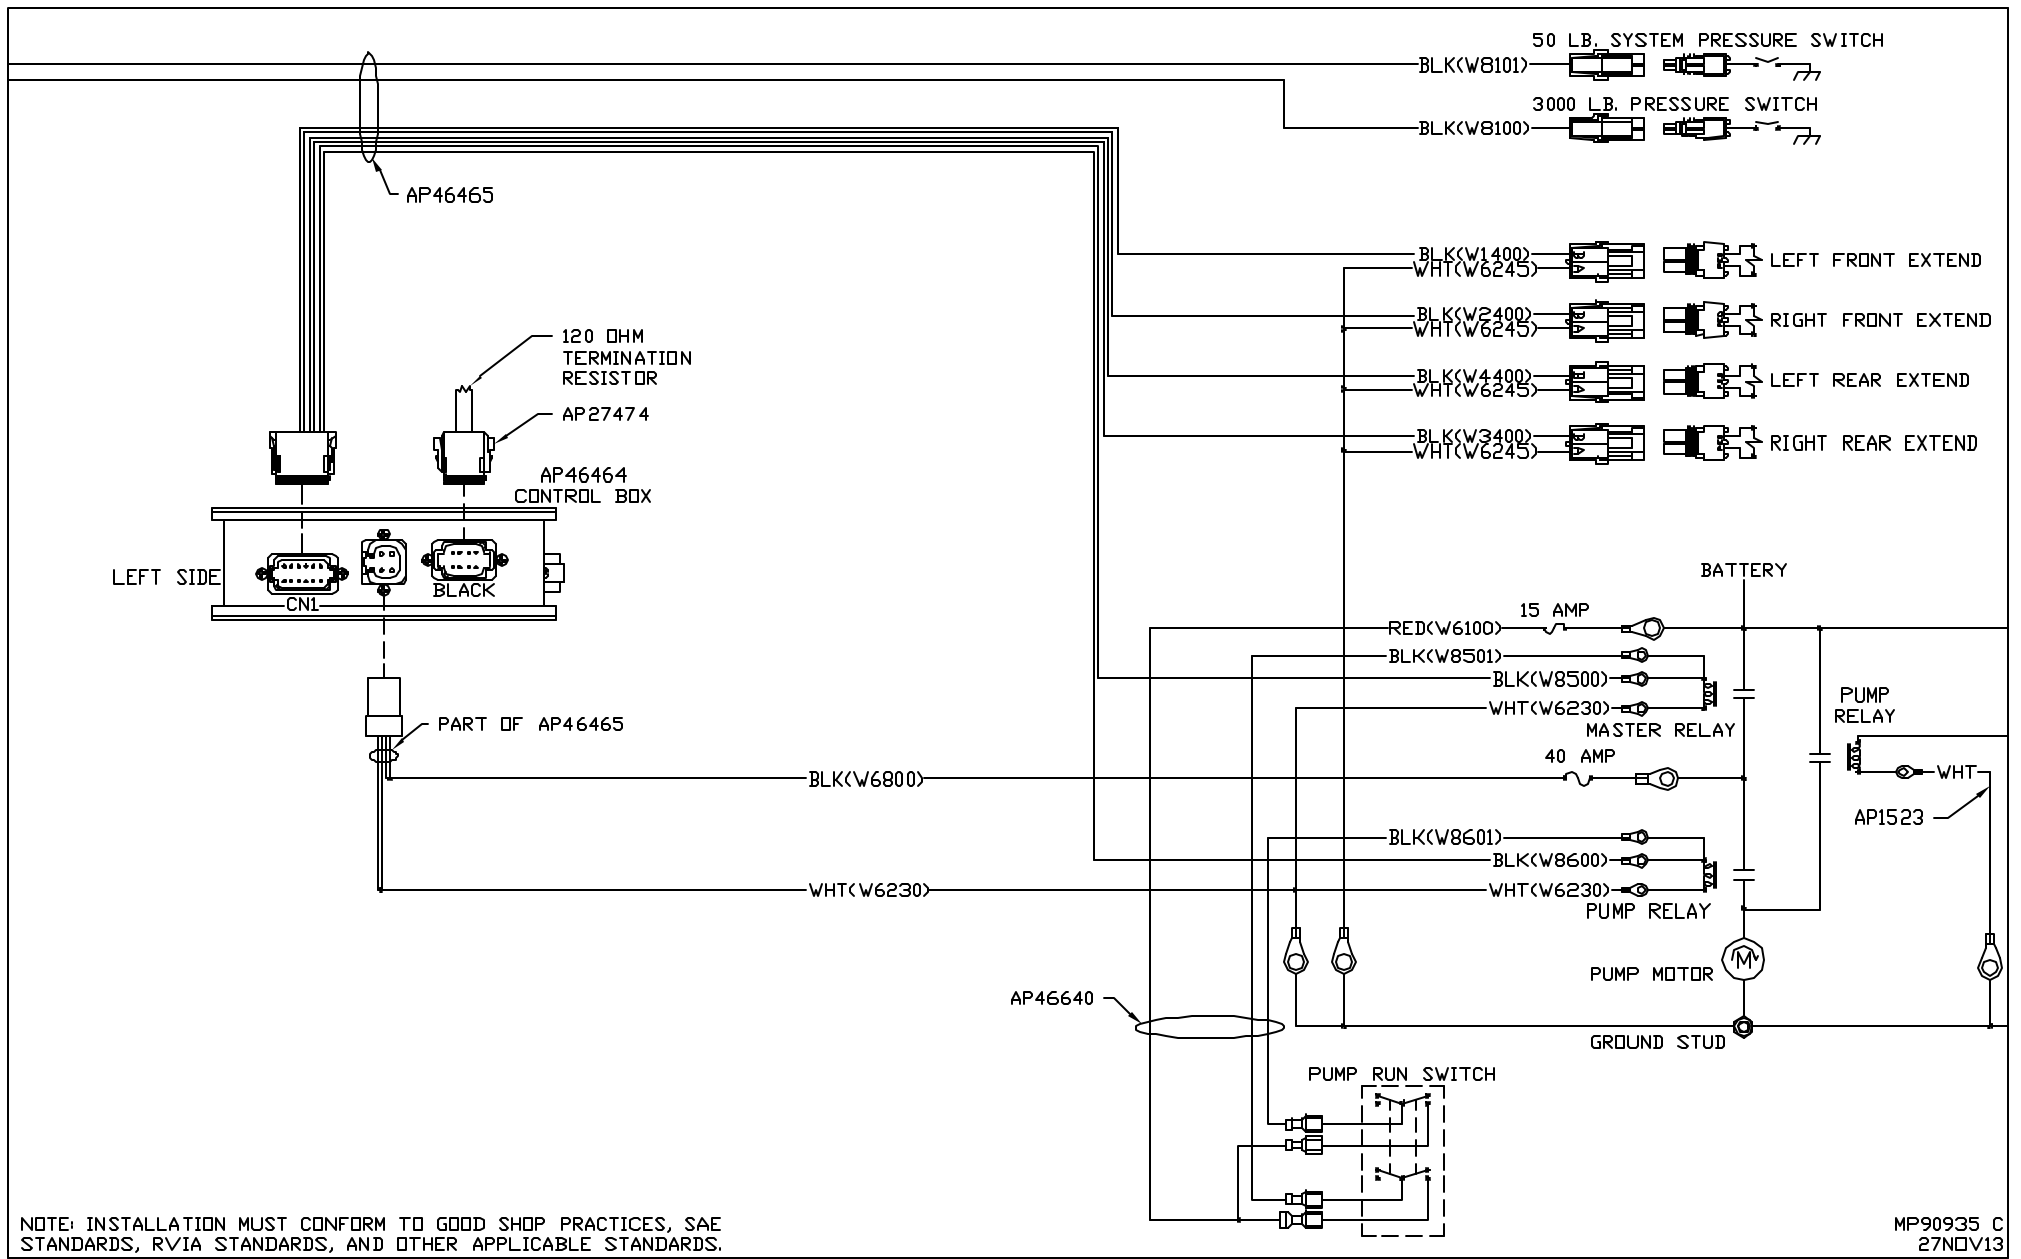 50 LB. SYSTEM PRESSURE SWITCH
BLK(W8101)
3000 LB. PRESSURE SWITCH
BLK(W8100)
AP46465
BLK(W1400)
WHT(W6245)
LEFT FRONT EXTEND
BLK(W2400)
WHT(W6245)
RIGHT FRONT EXTEND
120 OHM
TERMINATION
RESISTOR
BLK(W4400)
WHT(W6245)
LEFT REAR EXTEND
AP27474
BLK(W3400)
WHT(W6245)
RIGHT REAR EXTEND
AP46464
CONTROL BOX
LEFT SIDE
CN1
BLACK
BATTERY
15 AMP
RED(W6100)
BLK(W8501)
BLK(W8500)
WHT(W6230)
MASTER RELAY
PUMP
RELAY
PART OF AP46465
40 AMP
BLK(W6800)
WHT
AP1523
BLK(W8601)
BLK(W8600)
WHT(W6230)
WHT(W6230)
PUMP RELAY
M
PUMP MOTOR
AP46640
GROUND STUD
PUMP RUN SWITCH
NOTE: INSTALLATION MUST CONFORM TO GOOD SHOP PRACTICES, SAE
STANDARDS, RVIA STANDARDS, AND OTHER APPLICABLE STANDARDS.
MP90935 C
27NOV13